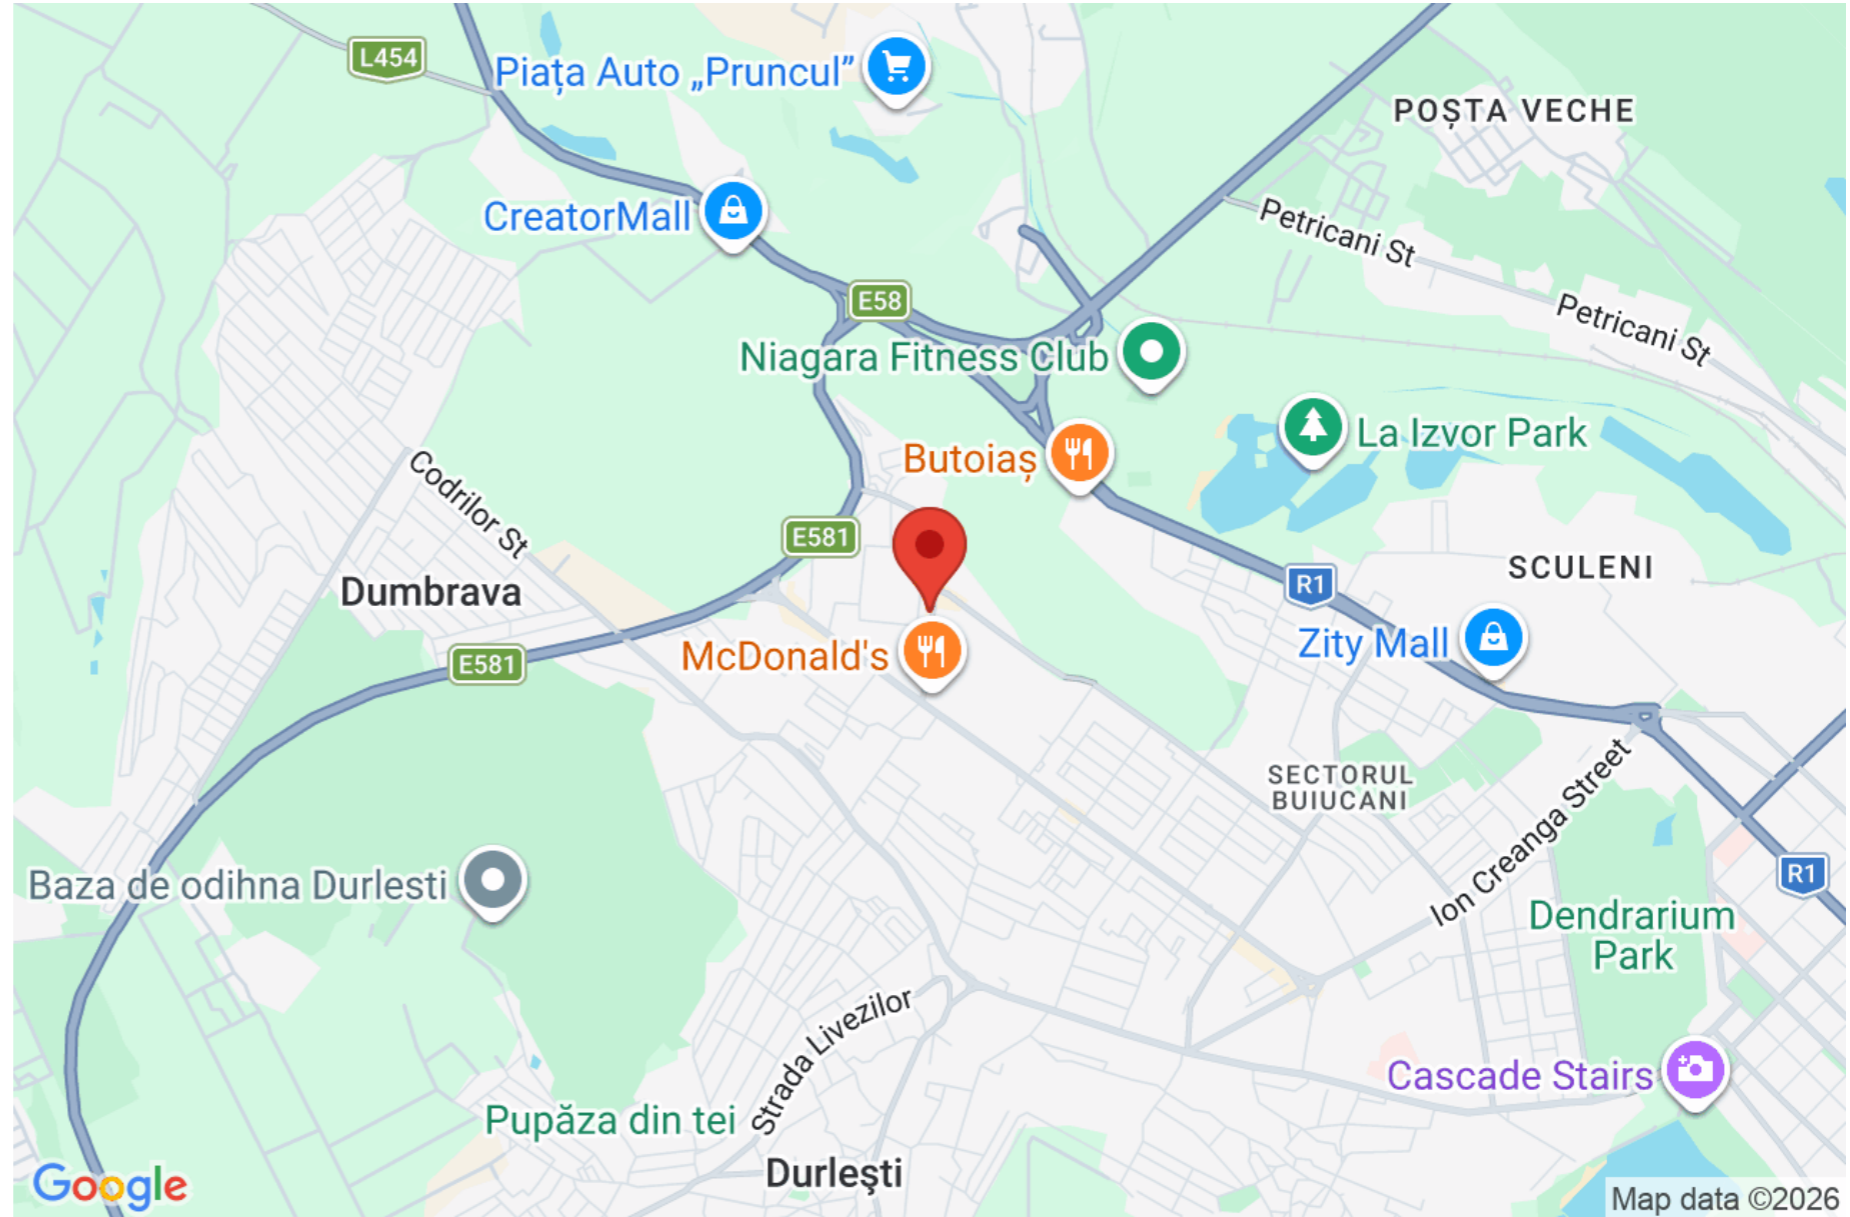 L454
Piața Auto „Pruncul”
POȘTA VECHE
CreatorMall
Petricani St
E58
Petricani St
Niagara Fitness Club
La Izvor Park
Butoiaș
Codrilor St
E581
SCULENI
Dumbrava
R1
Zity Mall
McDonald's
E581
SECTORUL
BUIUCANI
Ion Creanga Street
R1
Baza de odihna Durlesti
Dendrarium
Park
Strada Livezilor
Cascade Stairs
Pupăza din tei
Durleşti
Google
Map data ©2026